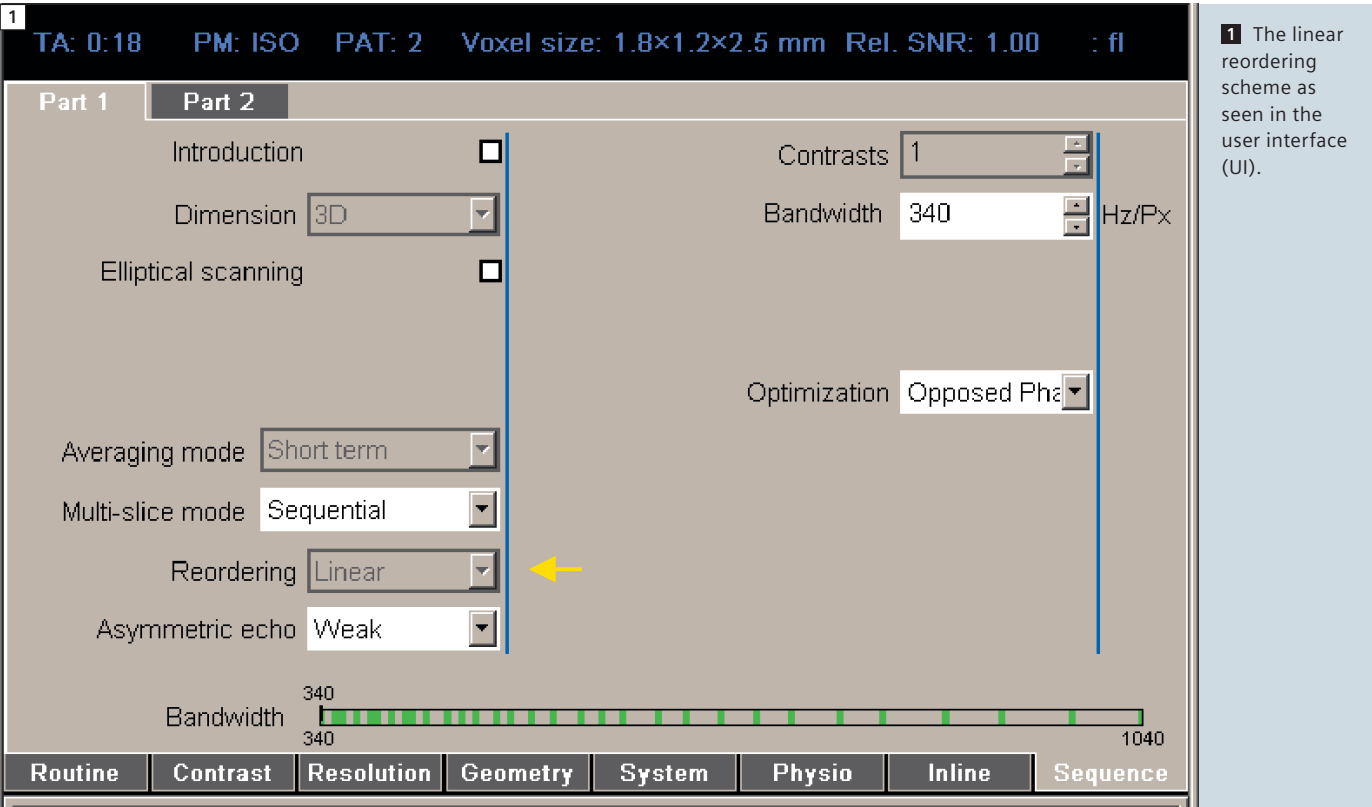 1
TA: 0:18 PM: ISO PAT: 2 Voxel size: 1.8×1.2×2.5 mm Rel. SNR: 1.00 : fl
Part 1 Part 2
Introduction
Dimension 3D
Elliptical scanning
Averaging mode Short term
Multi-slice mode Sequential
Reordering Linear
Asymmetric echo Weak
Contrasts 1
Bandwidth 340 Hz/Px
Optimization Opposed Pha
340
Bandwidth
340 1040
Routine Contrast Resolution Geometry System Physio Inline Sequence
1 The linear
reordering
scheme as
seen in the
user interface
(UI).